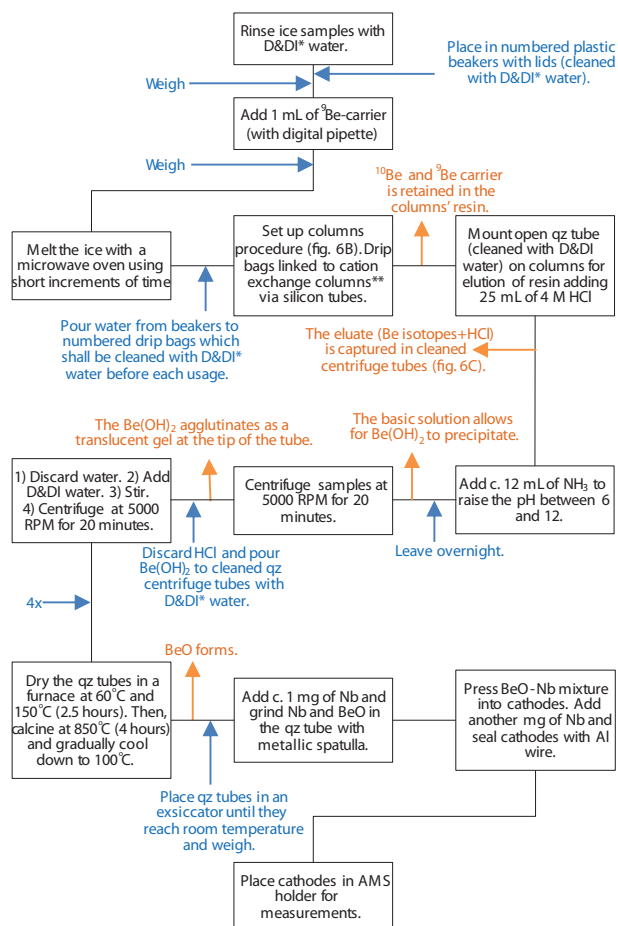 Rinse ice samples with
D&DI* water.
Place in numbered plastic
beakers with lids (cleaned
with D&DI* water).
Weigh
Add 1 mL of ⁹Be-carrier
(with digital pipette)
Weigh
¹⁰Be and ⁹Be carrier
is retained in the
columns' resin.
Melt the ice with a
microwave oven using
short increments of time
Set up columns
procedure (fig. 6B). Drip
bags linked to cation
exchange columns**
via silicon tubes.
Mount open qz tube
(cleaned with D&DI
water) on columns for
elution of resin adding
25 mL of 4 M HCl
Pour water from beakers to
numbered drip bags which
shall be cleaned with D&DI*
water before each usage.
The eluate (Be isotopes+HCl)
is captured in cleaned
centrifuge tubes (fig. 6C).
The Be(OH)₂ agglutinates as a
translucent gel at the tip of the tube.
The basic solution allows
for Be(OH)₂ to precipitate.
1) Discard water. 2) Add
D&DI water. 3) Stir.
4) Centrifuge at 5000
RPM for 20 minutes.
Centrifuge samples at
5000 RPM for 20
minutes.
Add c. 12 mL of NH₃ to
raise the pH between 6
and 12.
Discard HCl and pour
Be(OH)₂ to cleaned qz
centrifuge tubes with
D&DI* water.
Leave overnight.
4x
BeO forms.
Dry the qz tubes in a
furnace at 60°C and
150°C (2.5 hours). Then,
calcine at 850°C (4 hours)
and gradually cool
down to 100°C.
Add c. 1 mg of Nb and
grind Nb and BeO in
the qz tube with
metallic spatulla.
Press BeO-Nb mixture
into cathodes. Add
another mg of Nb and
seal cathodes with Al
wire.
Place qz tubes in an
exsiccator until they
reach room temperature
and weigh.
Place cathodes in AMS
holder for
measurements.